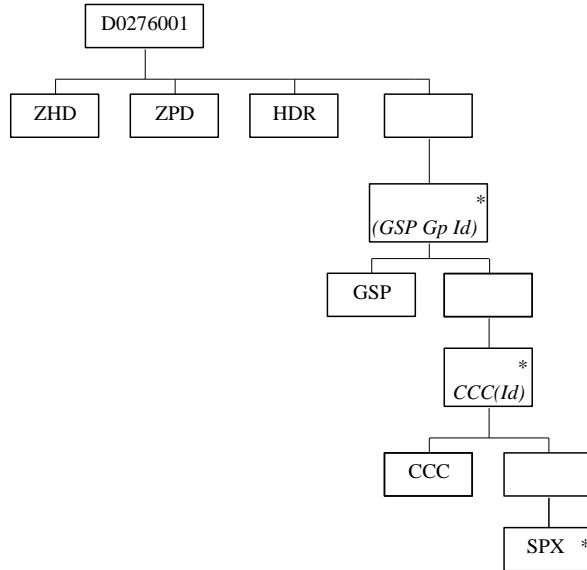 D0276001
ZHD ZPD HDR
*
(GSP Gp Id)
GSP
*
CCC(Id)
CCC
SPX *